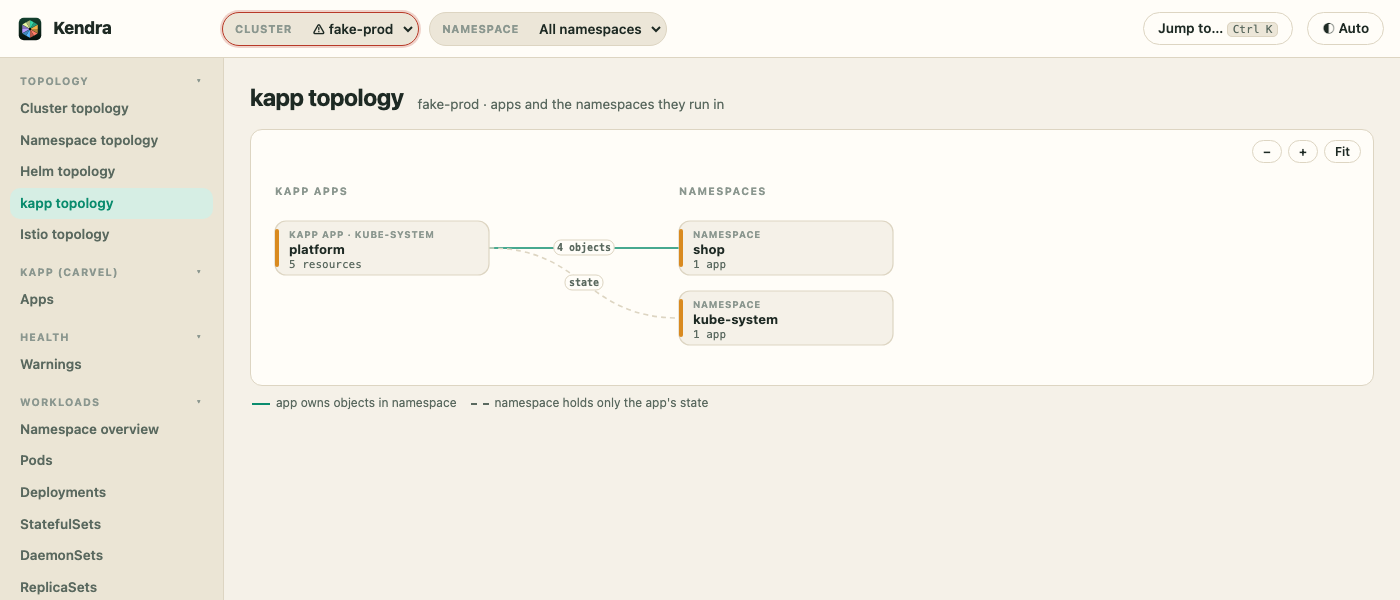 Kendra
CLUSTER ⚠ fake-prod
NAMESPACE All namespaces
Jump to... Ctrl K
Auto
TOPOLOGY
Cluster topology
Namespace topology
Helm topology
kapp topology
Istio topology
KAPP (CARVEL)
Apps
HEALTH
Warnings
WORKLOADS
Namespace overview
Pods
Deployments
StatefulSets
DaemonSets
ReplicaSets
kapp topology fake-prod · apps and the namespaces they run in
− + Fit
KAPP APPS
NAMESPACES
KAPP APP · KUBE-SYSTEM
platform
5 resources
4 objects
state
NAMESPACE
shop
1 app
NAMESPACE
kube-system
1 app
app owns objects in namespace
namespace holds only the app's state